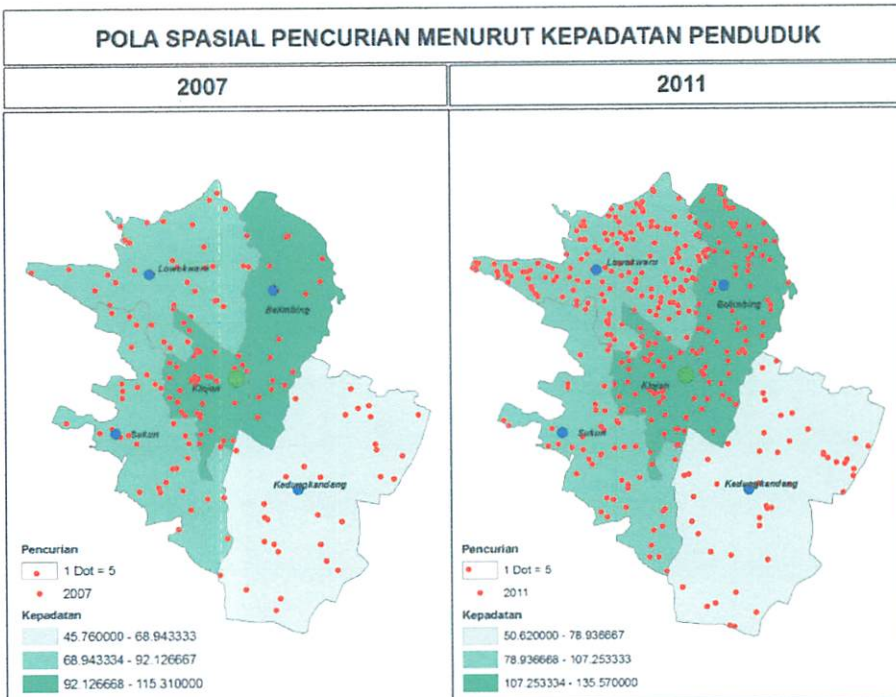 POLA SPASIAL PENCURIAN MENURUT KEPADATAN PENDUDUK
2007
2011
Lowokwaru
Belimbing
Klojen
Sukun
Kedungkandang
Pencurian
1 Dot = 5
2007
Kepadatan
45.760000 - 68.943333
68.943334 - 92.126667
92.126668 - 115.310000
Lowokwaru
Belimbing
Klojen
Sukun
Kedungkandang
Pencurian
1 Dot = 5
2011
Kepadatan
50.620000 - 78.936667
78.936668 - 107.253333
107.253334 - 135.570000